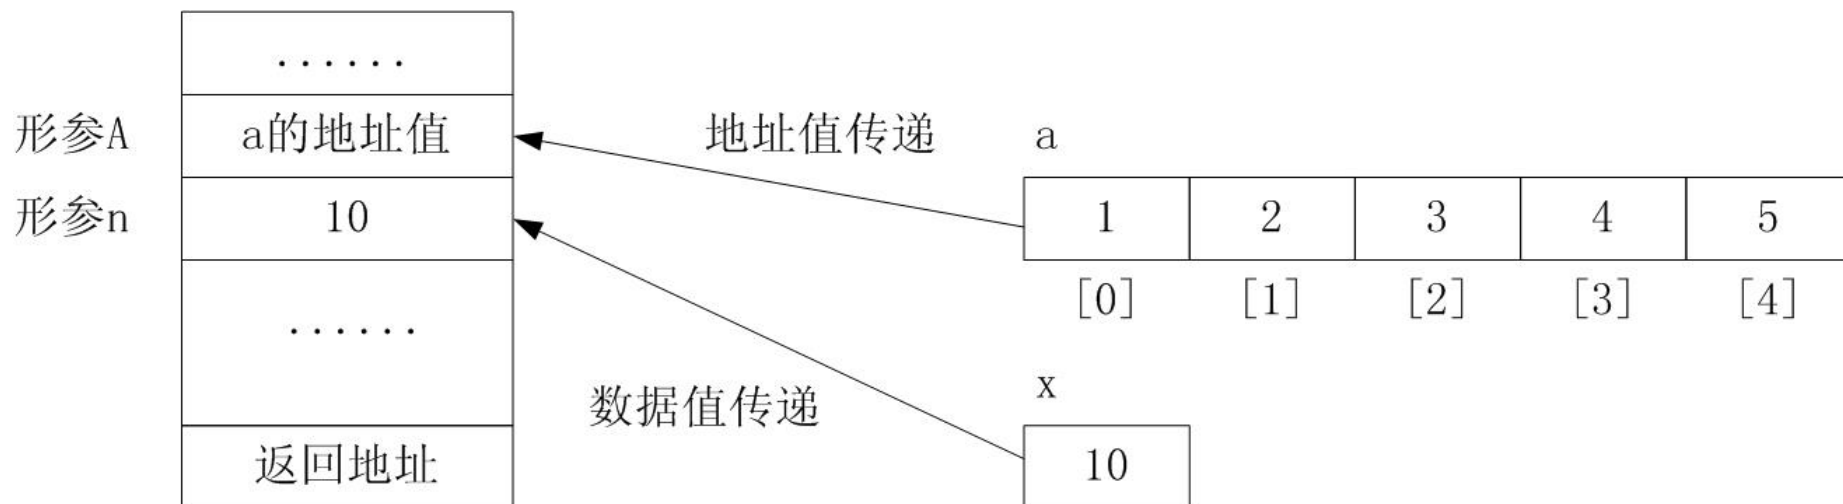 ......
形参A
a的地址值
地址值传递
a
形参n
10
1 2 3 4 5
[0] [1] [2] [3] [4]
......
x
数据值传递
返回地址
10